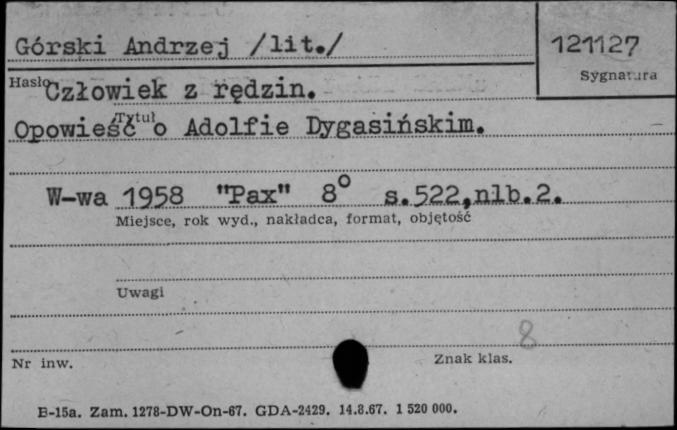 Górski Andrzej /lit./
121127
Hasło
Sygnatura
Człowiek z rędzin.
Tytuł
Opowieść o Adolfie Dygasińskim.
W-wa 1958 "Pax" 8° s.522,nlb.2.
Miejsce, rok wyd., nakładca, format, objętość
Uwagi
8
Nr inw.
Znak klas.
B-15a. Zam. 1278-DW-On-67. GDA-2429. 14.8.67. 1 520 000.